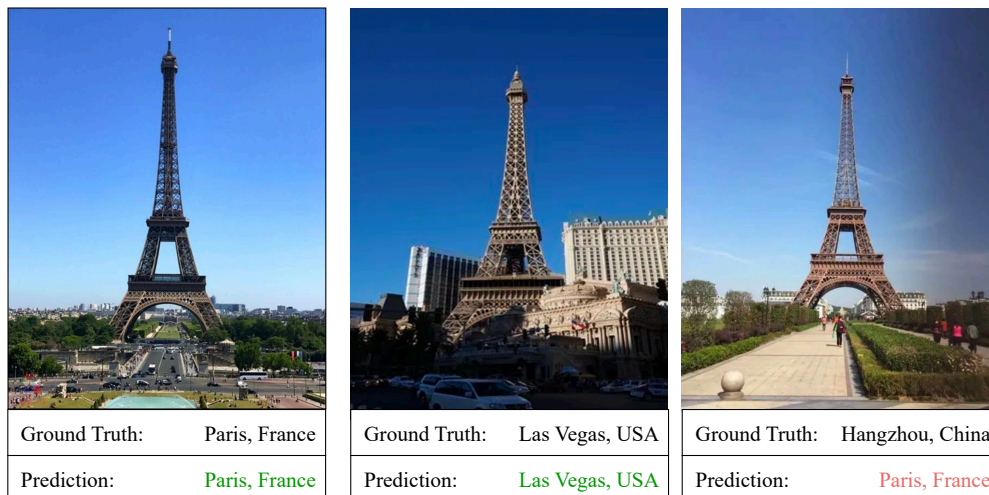 Ground Truth: Paris, France
Prediction: Paris, France
Ground Truth: Las Vegas, USA
Prediction: Las Vegas, USA
Ground Truth: Hangzhou, China
Prediction: Paris, France